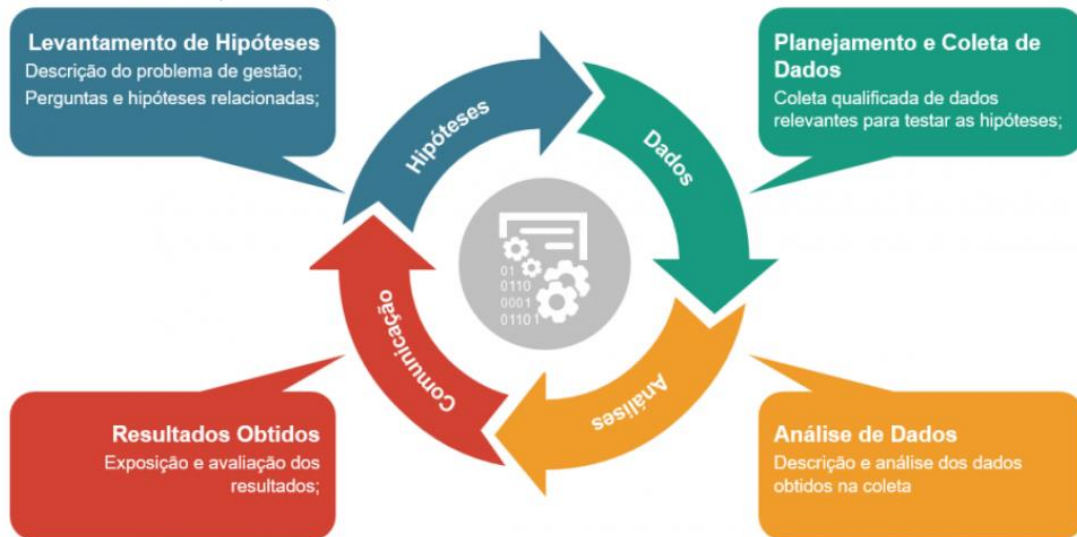 Levantamento de Hipóteses
Descrição do problema de gestão;
Perguntas e hipóteses relacionadas;
Planejamento e Coleta de
Dados
Coleta qualificada de dados
relevantes para testar as hipóteses;
Hipóteses
Dados
01
0110
0001
01101
Comunicação
Análises
Resultados Obtidos
Exposição e avaliação dos
resultados;
Análise de Dados
Descrição e análise dos dados
obtidos na coleta